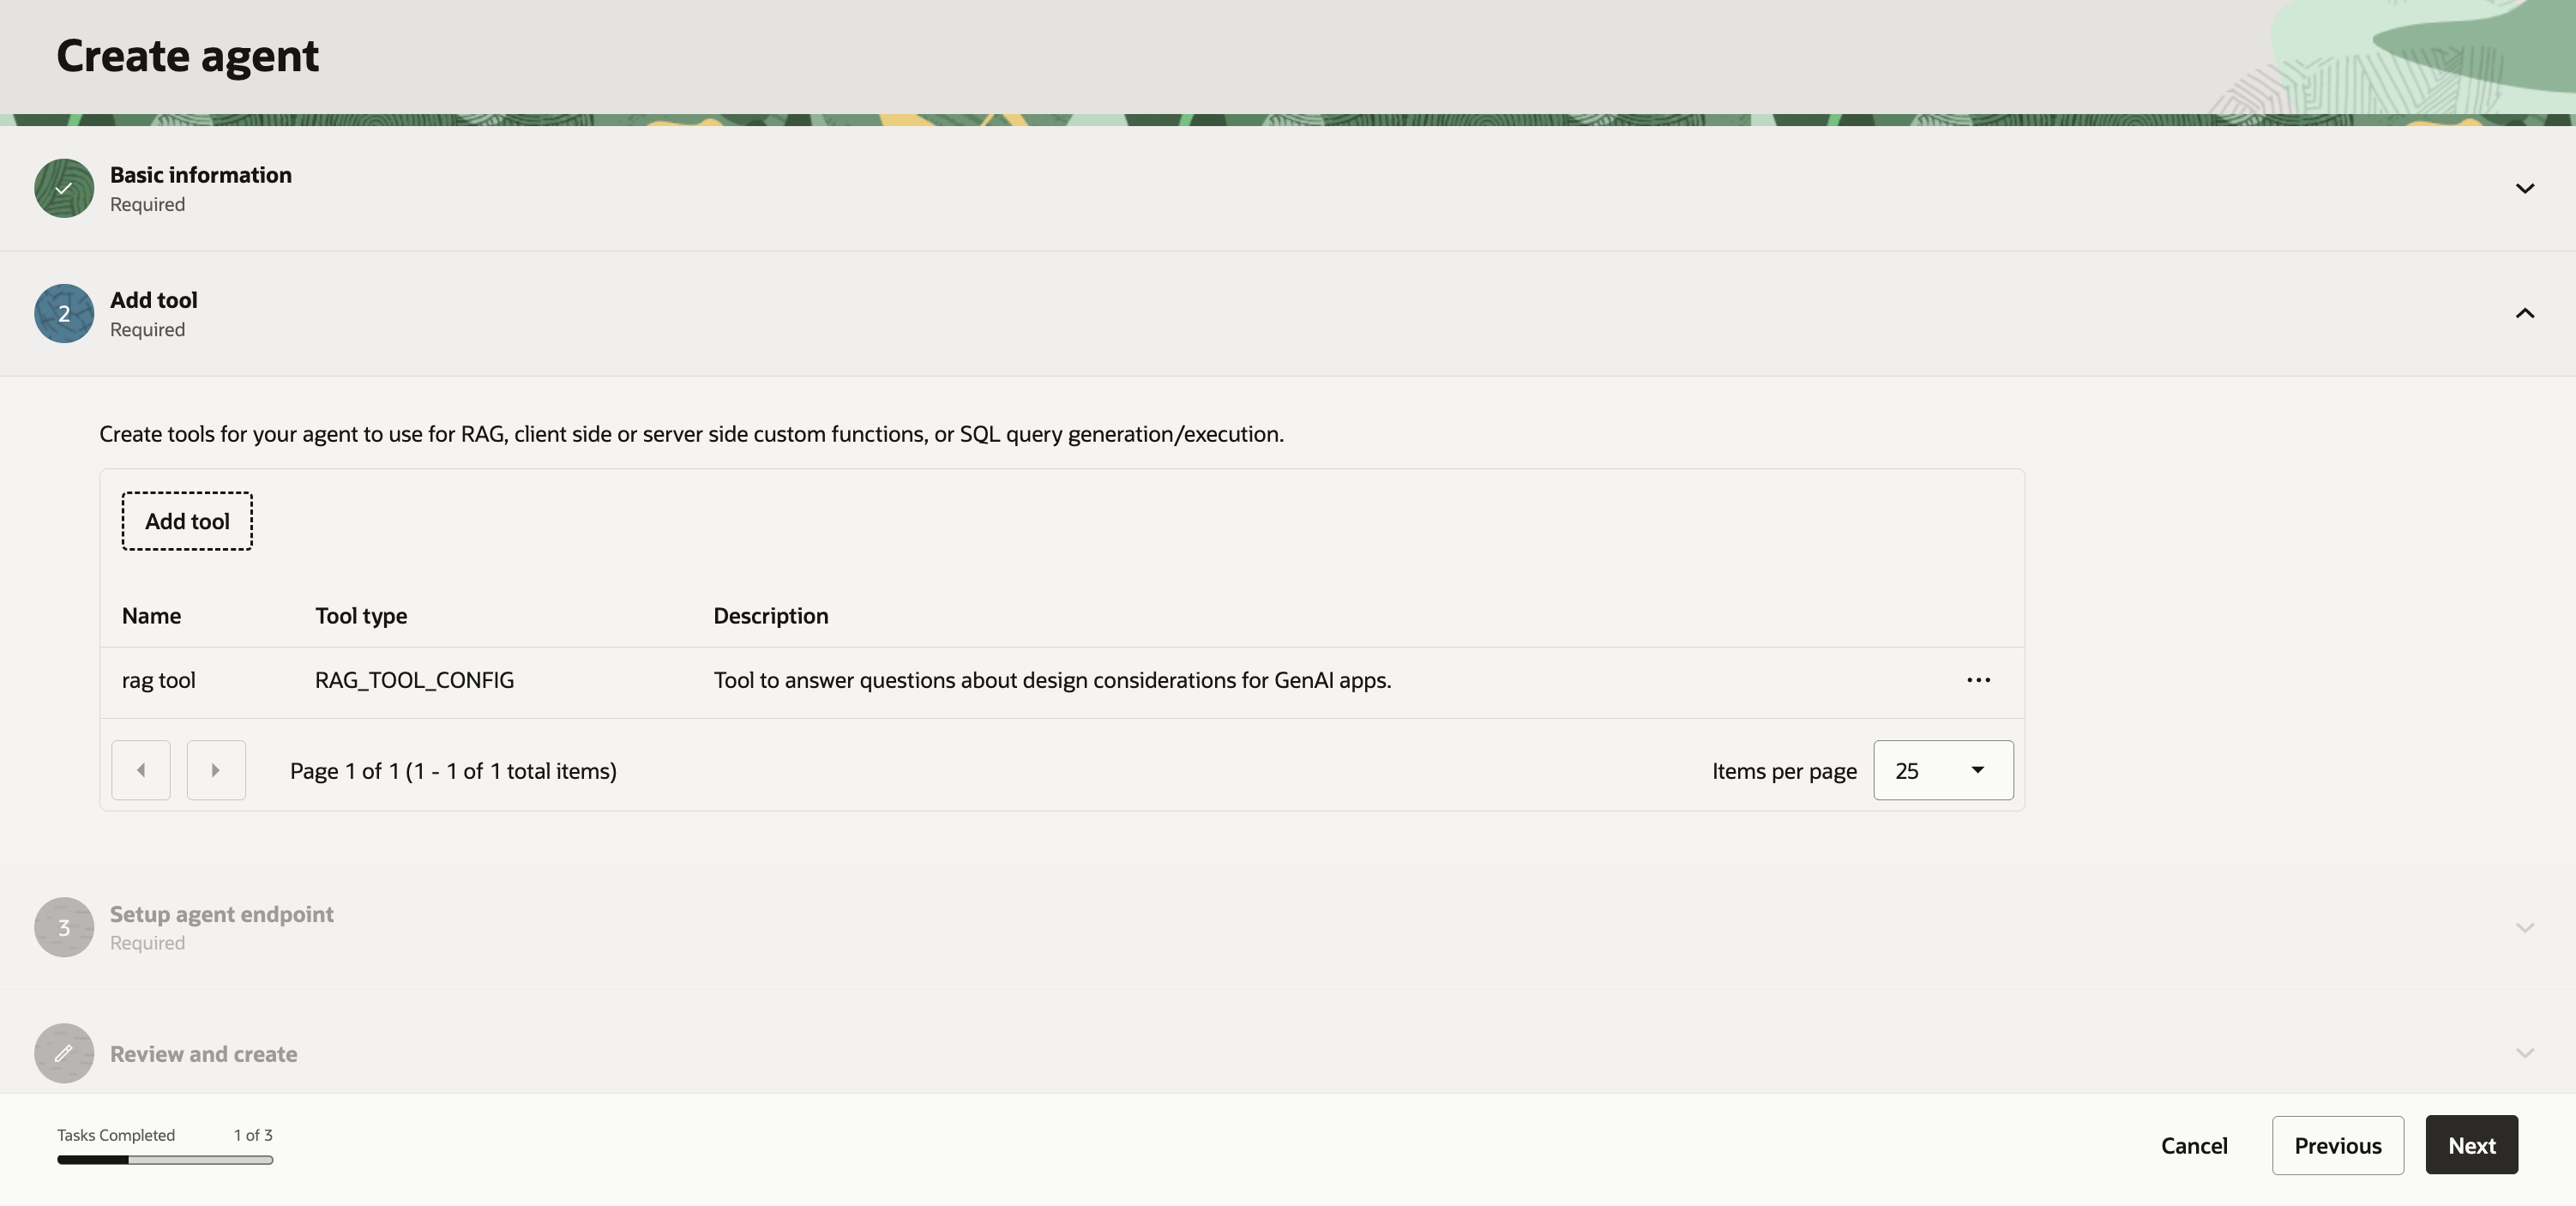 Create agent
Basic information
Required
2
Add tool
Required
Create tools for your agent to use for RAG, client side or server side custom functions, or SQL query generation/execution.
Add tool
Name Tool type Description
rag tool RAG_TOOL_CONFIG Tool to answer questions about design considerations for GenAI apps.
Page 1 of 1 (1 - 1 of 1 total items) Items per page 25
3
Setup agent endpoint
Required
Review and create
Tasks Completed 1 of 3
Cancel Previous Next